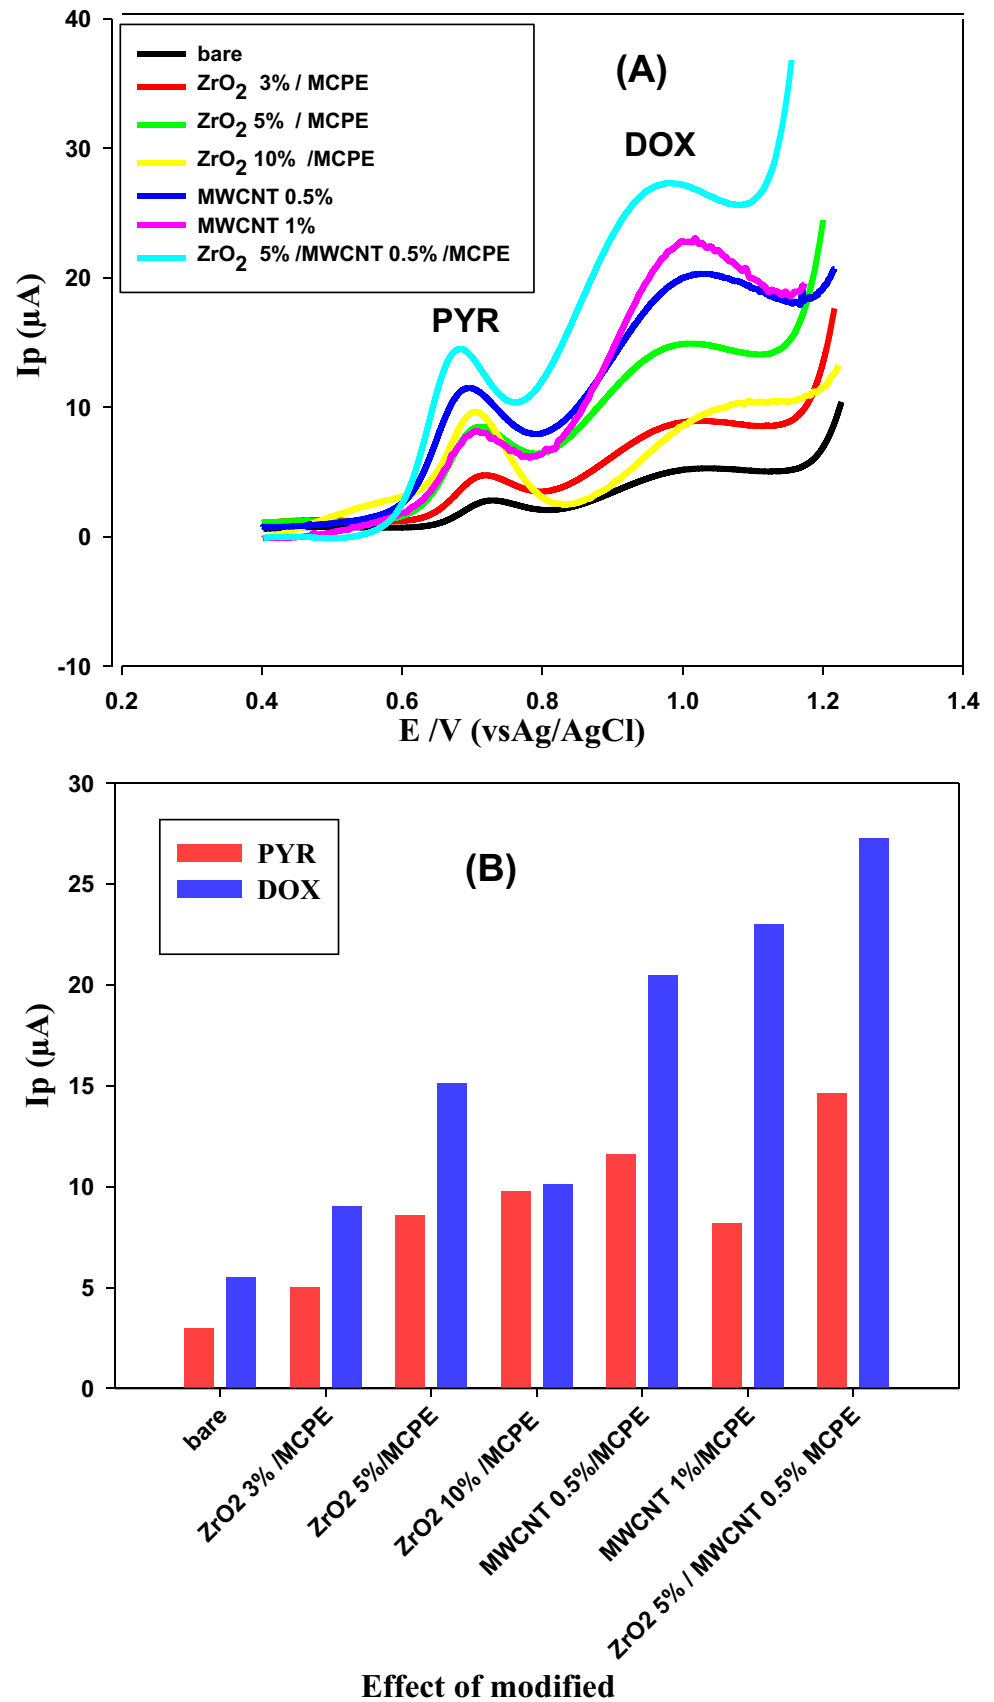 40
30
20
10
0
-10
Ip (µA)
bare
ZrO2 3% / MCPE
ZrO2 5% / MCPE
ZrO2 10% /MCPE
MWCNT 0.5%
MWCNT 1%
ZrO2 5% /MWCNT 0.5% /MCPE
(A)
DOX
PYR
0.2 0.4 0.6 0.8 1.0 1.2 1.4
E /V (vsAg/AgCl)
30
25
20
15
10
5
0
Ip (µA)
PYR
DOX
(B)
bare
ZrO2 3% /MCPE
ZrO2 5%/MCPE
ZrO2 10% /MCPE
MWCNT 0.5%/MCPE
MWCNT 1%/MCPE
ZrO2 5% / MWCNT 0.5% MCPE
Effect of modified